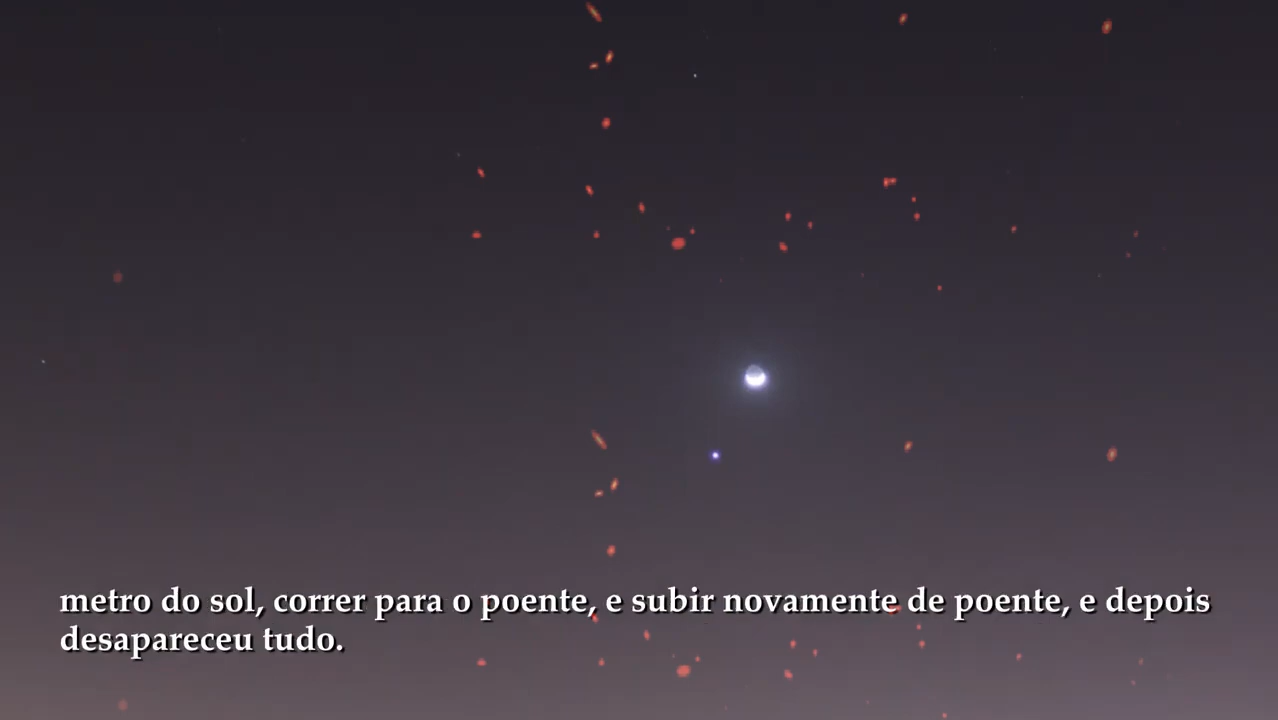 metro do sol, correr para o poente, e subir novamente de poente, e depois
desapareceu tudo.